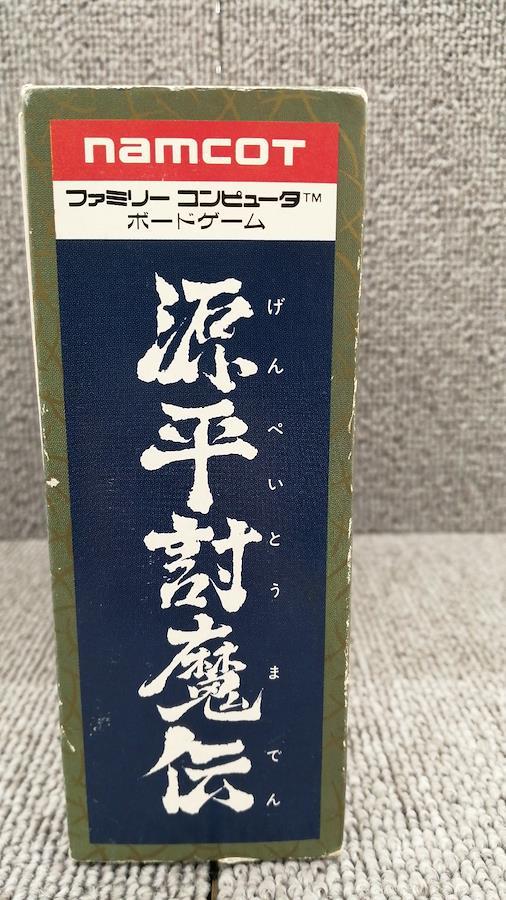 namcoT
ファミリー コンピュータ™
ボードゲーム
源平討魔伝
げんぺいとうまでん